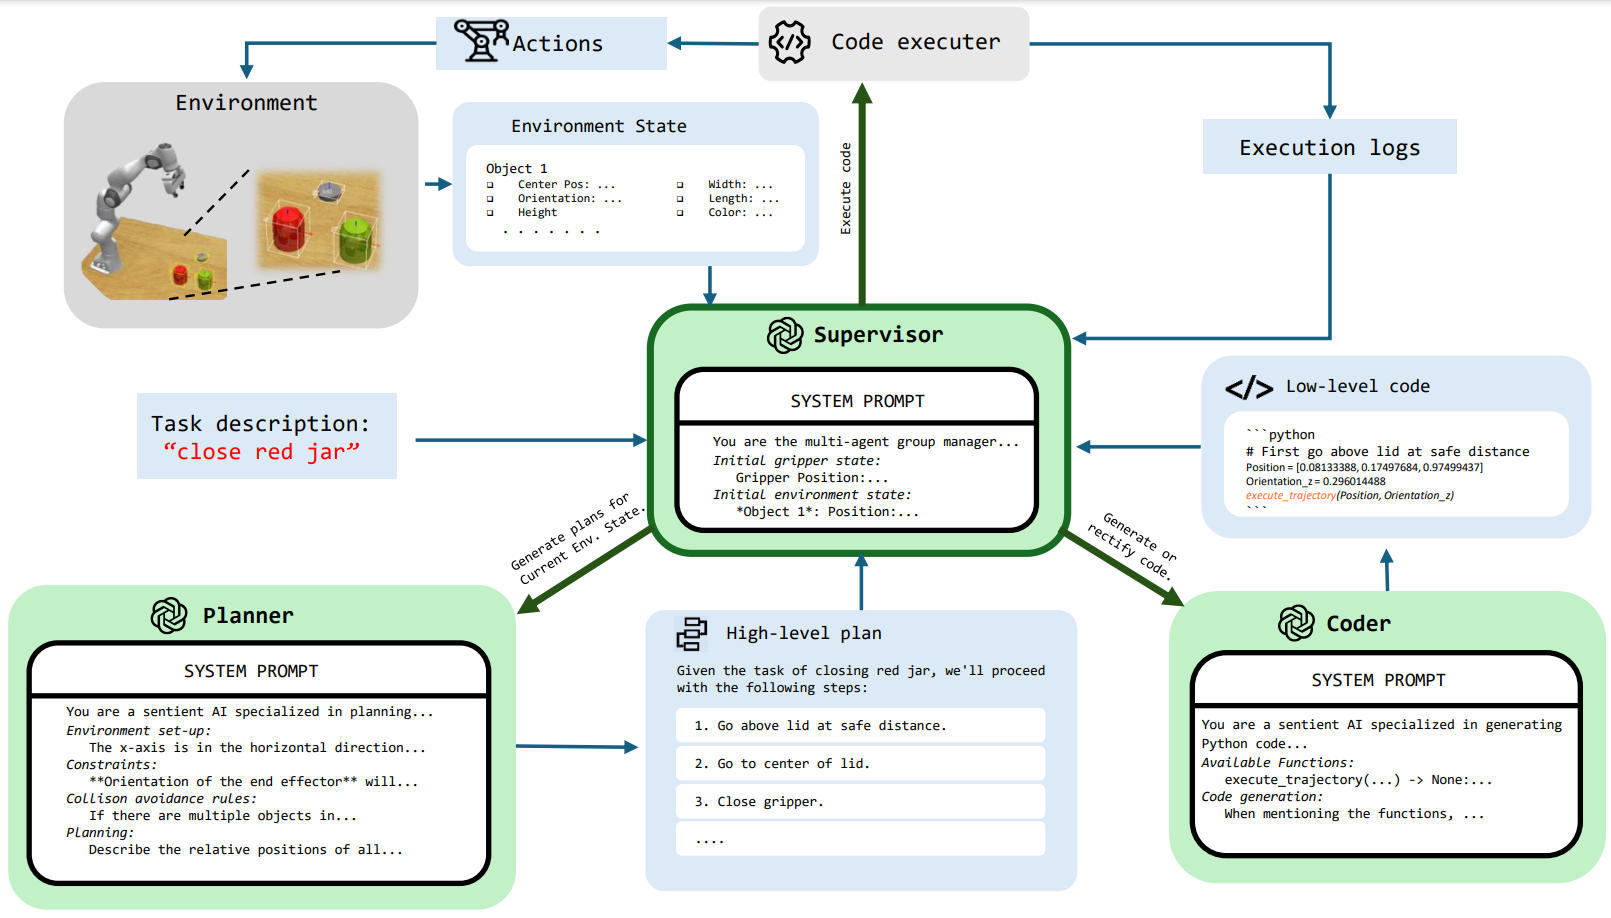 Actions
Code executer
Environment
Environment State
Object 1
Center Pos: ...
Width: ...
Orientation: ...
Length: ...
Height
Color: ...
. . . . . . .
Execute code
Execution logs
Supervisor
SYSTEM PROMPT
You are the multi-agent group manager...
Initial gripper state:
Gripper Position:...
Initial environment state:
*Object 1*: Position:...
Task description:
“close red jar”
</> Low-level code
```python
# First go above lid at safe distance
Position = [0.08133388, 0.17497684, 0.97499437]
Orientation_z = 0.296014488
execute_trajectory(Position, Orientation_z)
```
Generate plans for
Current Env. State.
Generate or
rectify code.
Planner
SYSTEM PROMPT
You are a sentient AI specialized in planning...
Environment set-up:
The x-axis is in the horizontal direction...
Constraints:
**Orientation of the end effector** will...
Collison avoidance rules:
If there are multiple objects in...
Planning:
Describe the relative positions of all...
High-level plan
Given the task of closing red jar, we'll proceed
with the following steps:
1. Go above lid at safe distance.
2. Go to center of lid.
3. Close gripper.
....
Coder
SYSTEM PROMPT
You are a sentient AI specialized in generating
Python code...
Available Functions:
execute_trajectory(...) -> None:...
Code generation:
When mentioning the functions, ...